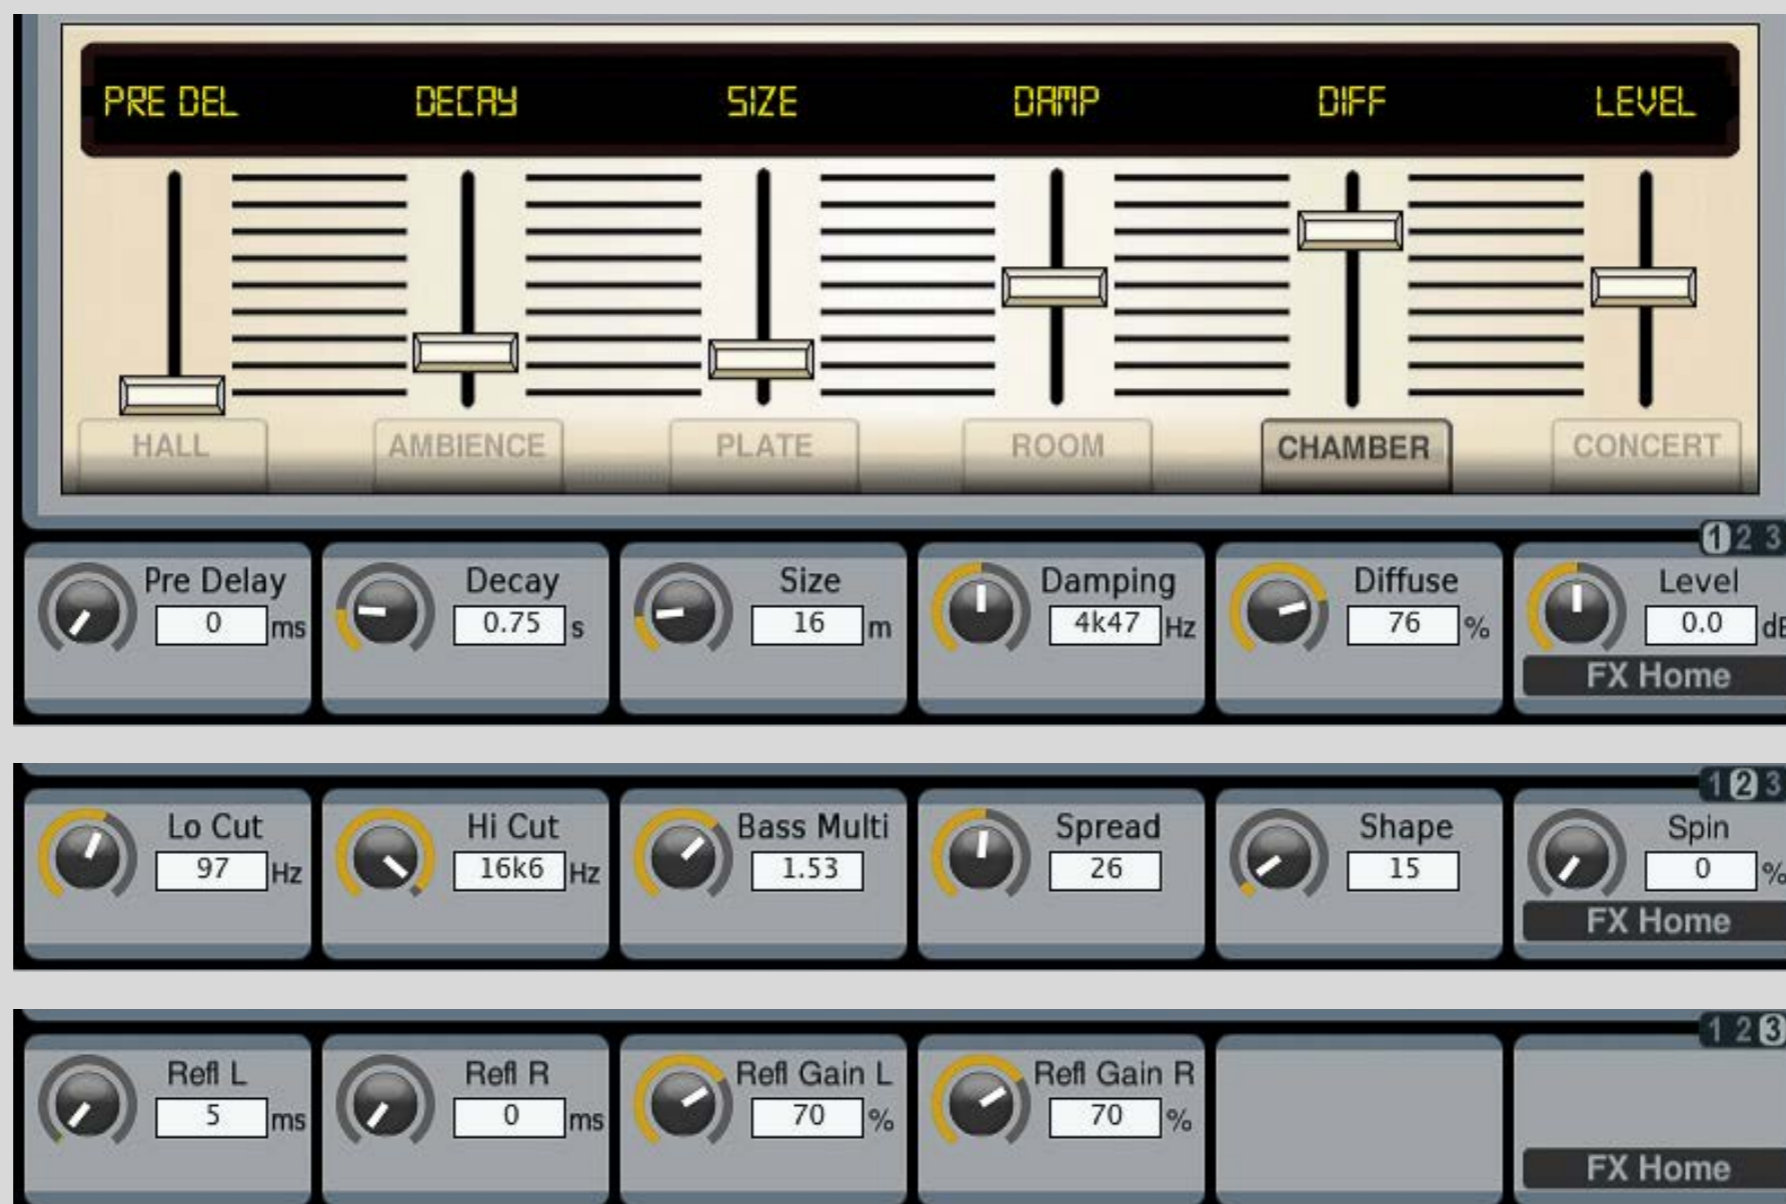 PRE DEL DECAY SIZE DAMP DIFF LEVEL
HALL AMBIENCE PLATE ROOM CHAMBER CONCERT
1 2 3
Pre Delay Decay Size Damping Diffuse Level
0 ms 0.75 s 16 m 4k47 Hz 76 % 0.0 dB
FX Home
1 2 3
Lo Cut Hi Cut Bass Multi Spread Shape Spin
97 Hz 16k6 Hz 1.53 26 15 0 %
FX Home
1 2 3
Refl L Refl R Refl Gain L Refl Gain R
5 ms 0 ms 70 % 70 %
FX Home